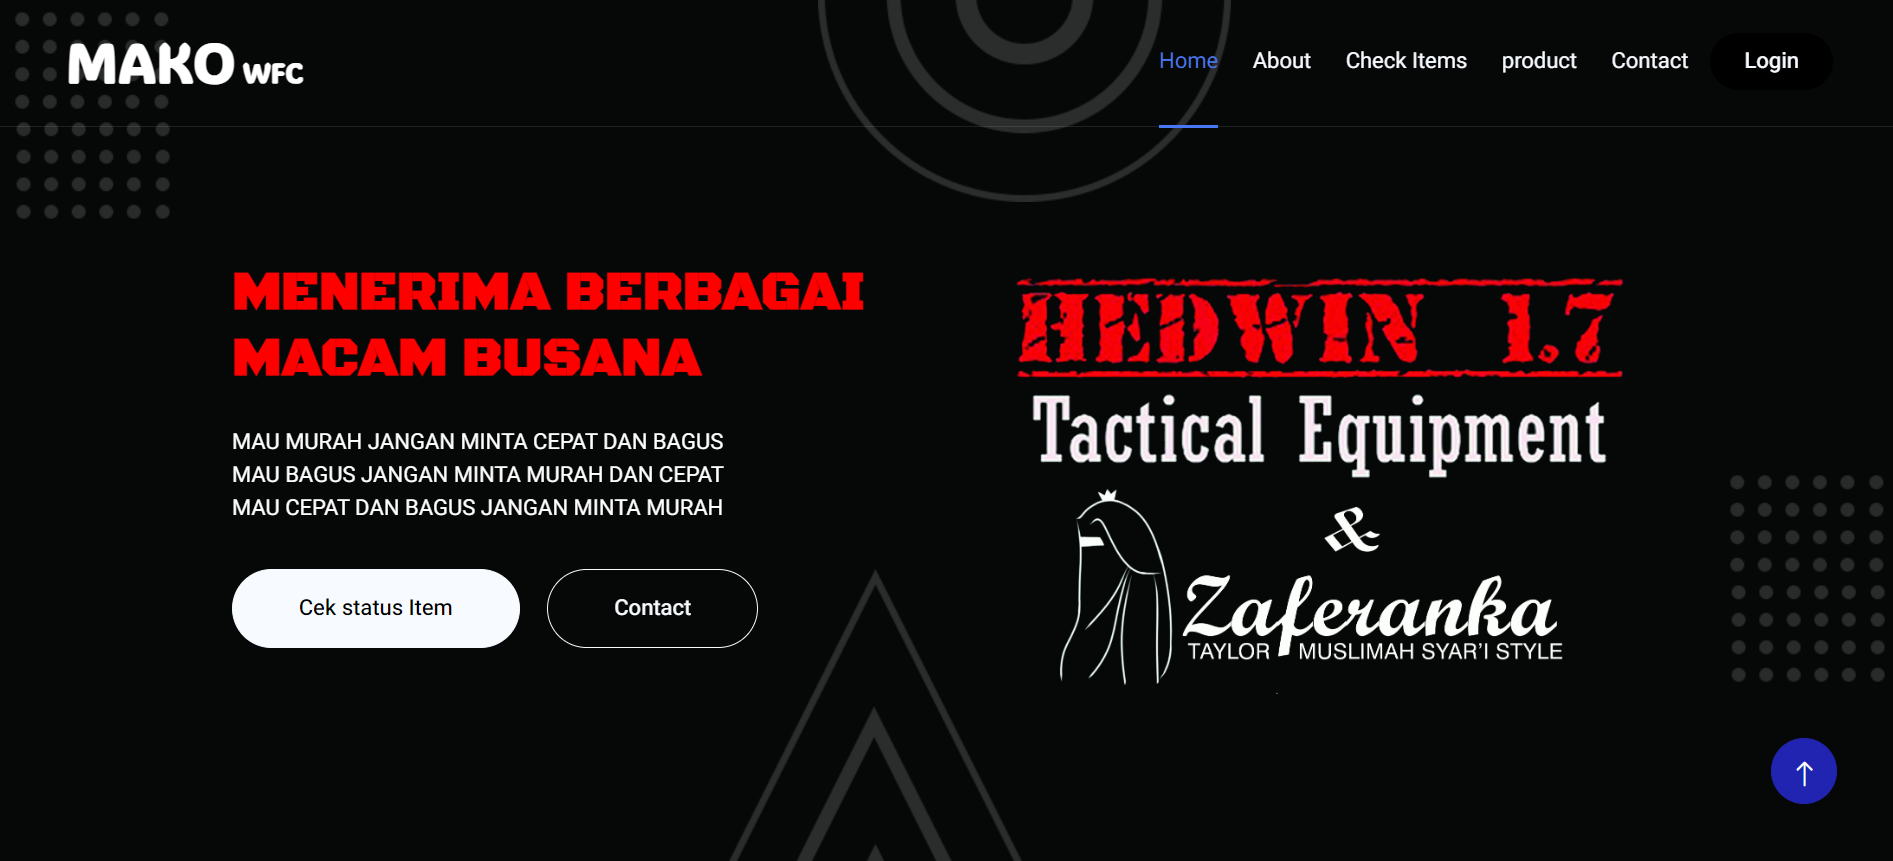 MAKO WFC
Home
About
Check Items
product
Contact
Login
MENERIMA BERBAGAI
MACAM BUSANA
MAU MURAH JANGAN MINTA CEPAT DAN BAGUS
MAU BAGUS JANGAN MINTA MURAH DAN CEPAT
MAU CEPAT DAN BAGUS JANGAN MINTA MURAH
Cek status Item
Contact
HEDWIN 1.7
Tactical Equipment
&
Zaferanka
TAYLOR MUSLIMAH SYAR'I STYLE